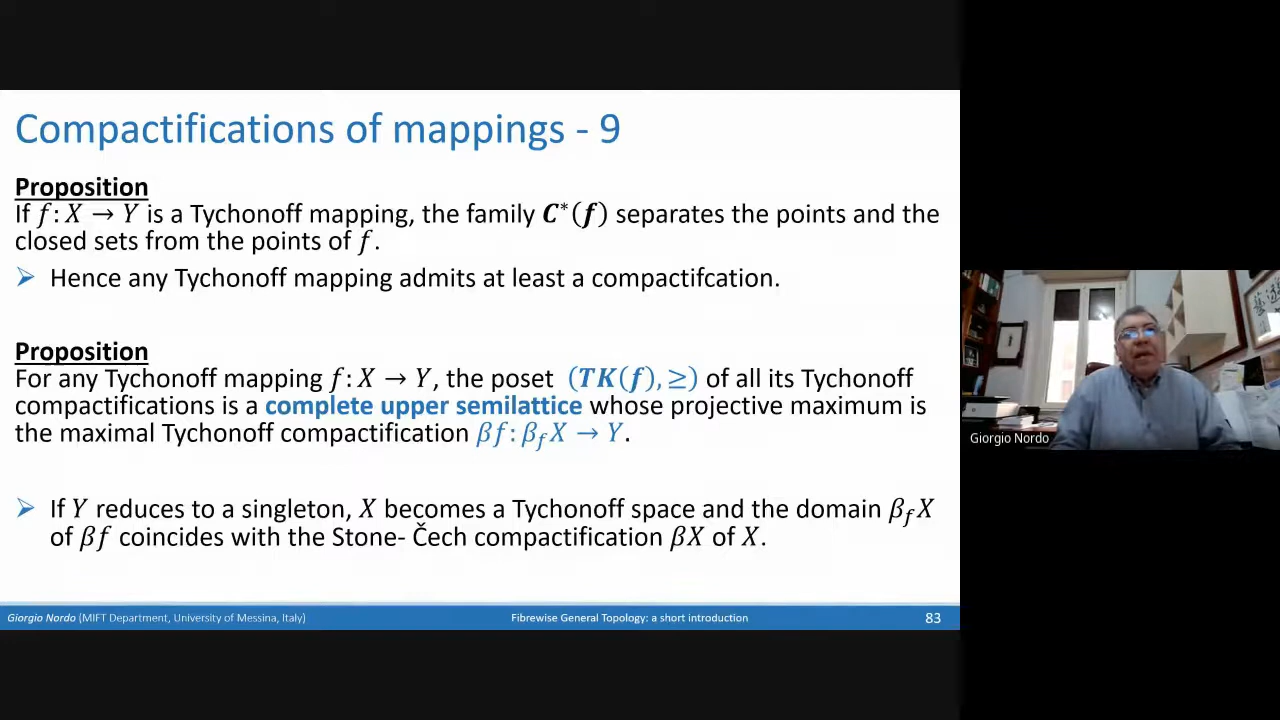 Compactifications of mappings - 9
Proposition
If f: X → Y is a Tychonoff mapping, the family C*(f) separates the points and the
closed sets from the points of f.
➢ Hence any Tychonoff mapping admits at least a compactifcation.
Proposition
For any Tychonoff mapping f: X → Y, the poset (TK(f), ≥) of all its Tychonoff
compactifications is a complete upper semilattice whose projective maximum is
the maximal Tychonoff compactification βf: β_f X → Y.
➢ If Y reduces to a singleton, X becomes a Tychonoff space and the domain β_f X
of βf coincides with the Stone- Čech compactification βX of X.
Giorgio Nordo (MIFT Department, University of Messina, Italy)
Fibrewise General Topology: a short introduction
83
Giorgio Nordo